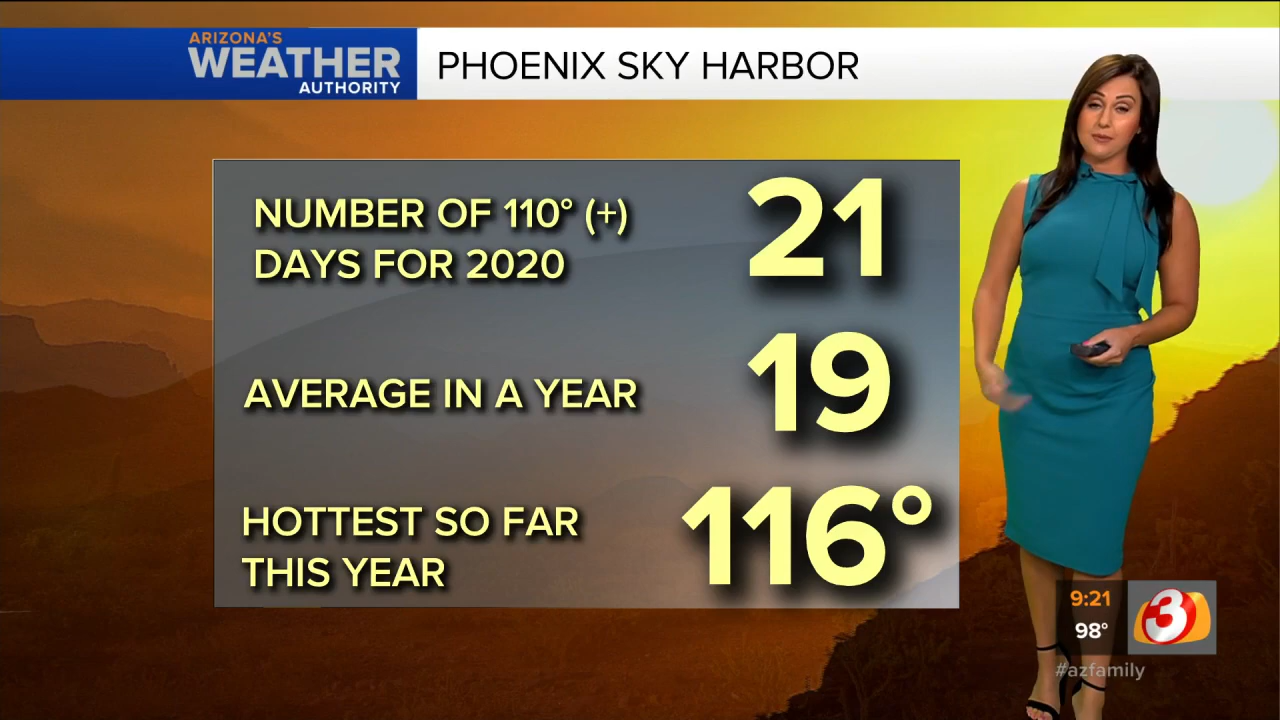 ARIZONA'S
WEATHER
AUTHORITY
PHOENIX SKY HARBOR
NUMBER OF 110° (+)
DAYS FOR 2020
21
AVERAGE IN A YEAR
19
HOTTEST SO FAR
THIS YEAR
116°
9:21
98°
3
#azfamily